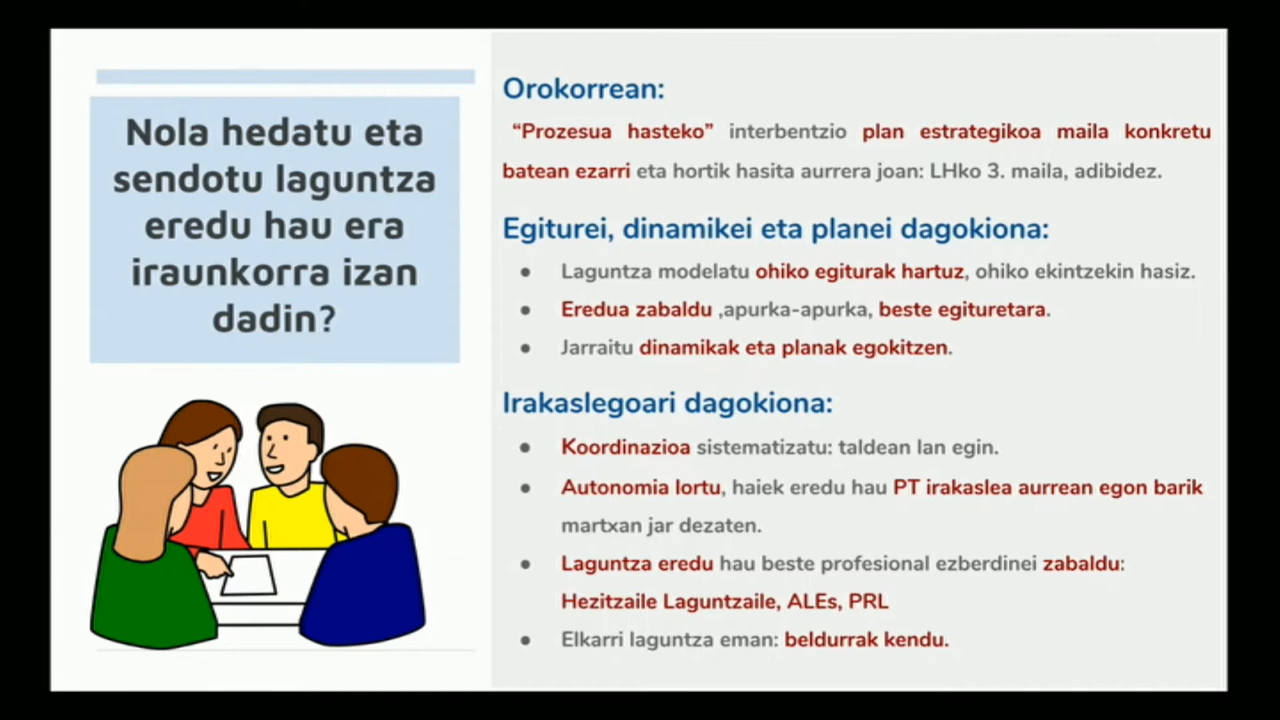 Nola hedatu eta
sendotu laguntza
eredu hau era
iraunkorra izan
dadin?
Orokorrean:
“Prozesua hasteko” interbentzio plan estrategikoa maila konkretu
batean ezarri eta hortik hasita aurrera joan: LHko 3. maila, adibidez.
Egiturei, dinamikei eta planei dagokiona:
● Laguntza modelatu ohiko egiturak hartuz, ohiko ekintzekin hasiz.
● Eredua zabaldu ,apurka-apurka, beste egituretara.
● Jarraitu dinamikak eta planak egokitzen.
Irakaslegoari dagokiona:
● Koordinazioa sistematizatu: taldean lan egin.
● Autonomia lortu, haiek eredu hau PT irakaslea aurrean egon barik
martxan jar dezaten.
● Laguntza eredu hau beste profesional ezberdinei zabaldu:
Hezitzaile Laguntzaile, ALEs, PRL
● Elkarri laguntza eman: beldurrak kendu.